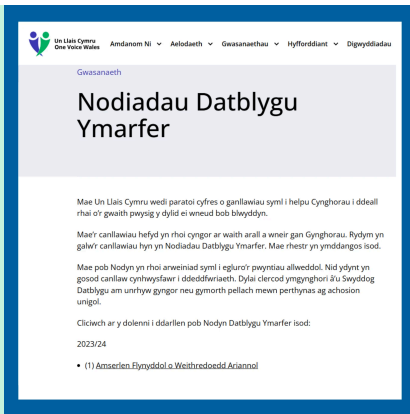 Un Llais Cymru
One Voice Wales
Amdanom Ni Aelodaeth Gwasanaethau Hyfforddiant Digwyddiadau
Gwasanaeth
Nodiadau Datblygu
Ymarfer
Mae Un Llais Cymru wedi paratoi cyfres o ganllawiau syml i helpu Cynghorau i ddeall
rhai o'r gwaith pwysig y dylid ei wneud bob blwyddyn.
Mae'r canllawiau hefyd yn rhoi cyngor ar waith arall a wneir gan Gynghorau. Rydym yn
galw'r canllawiau hyn yn Nodiadau Datblygu Ymarfer. Mae rhestr yn ymddangos isod.
Mae pob Nodyn yn rhoi arweiniad syml i egluro'r pwyntiau allweddol. Nid ydynt yn
gosod canllaw cynhwysfawr i ddeddfwriaeth. Dylai clercod ymgynghori â'u Swyddog
Datblygu am unrhyw gyngor neu gymorth pellach mewn perthynas ag achosion
unigol.
Cliciwch ar y dolenni i ddarllen pob Nodyn Datblygu Ymarfer isod:
2023/24
• (1) Amserlen Flynyddol o Weithredoedd Ariannol